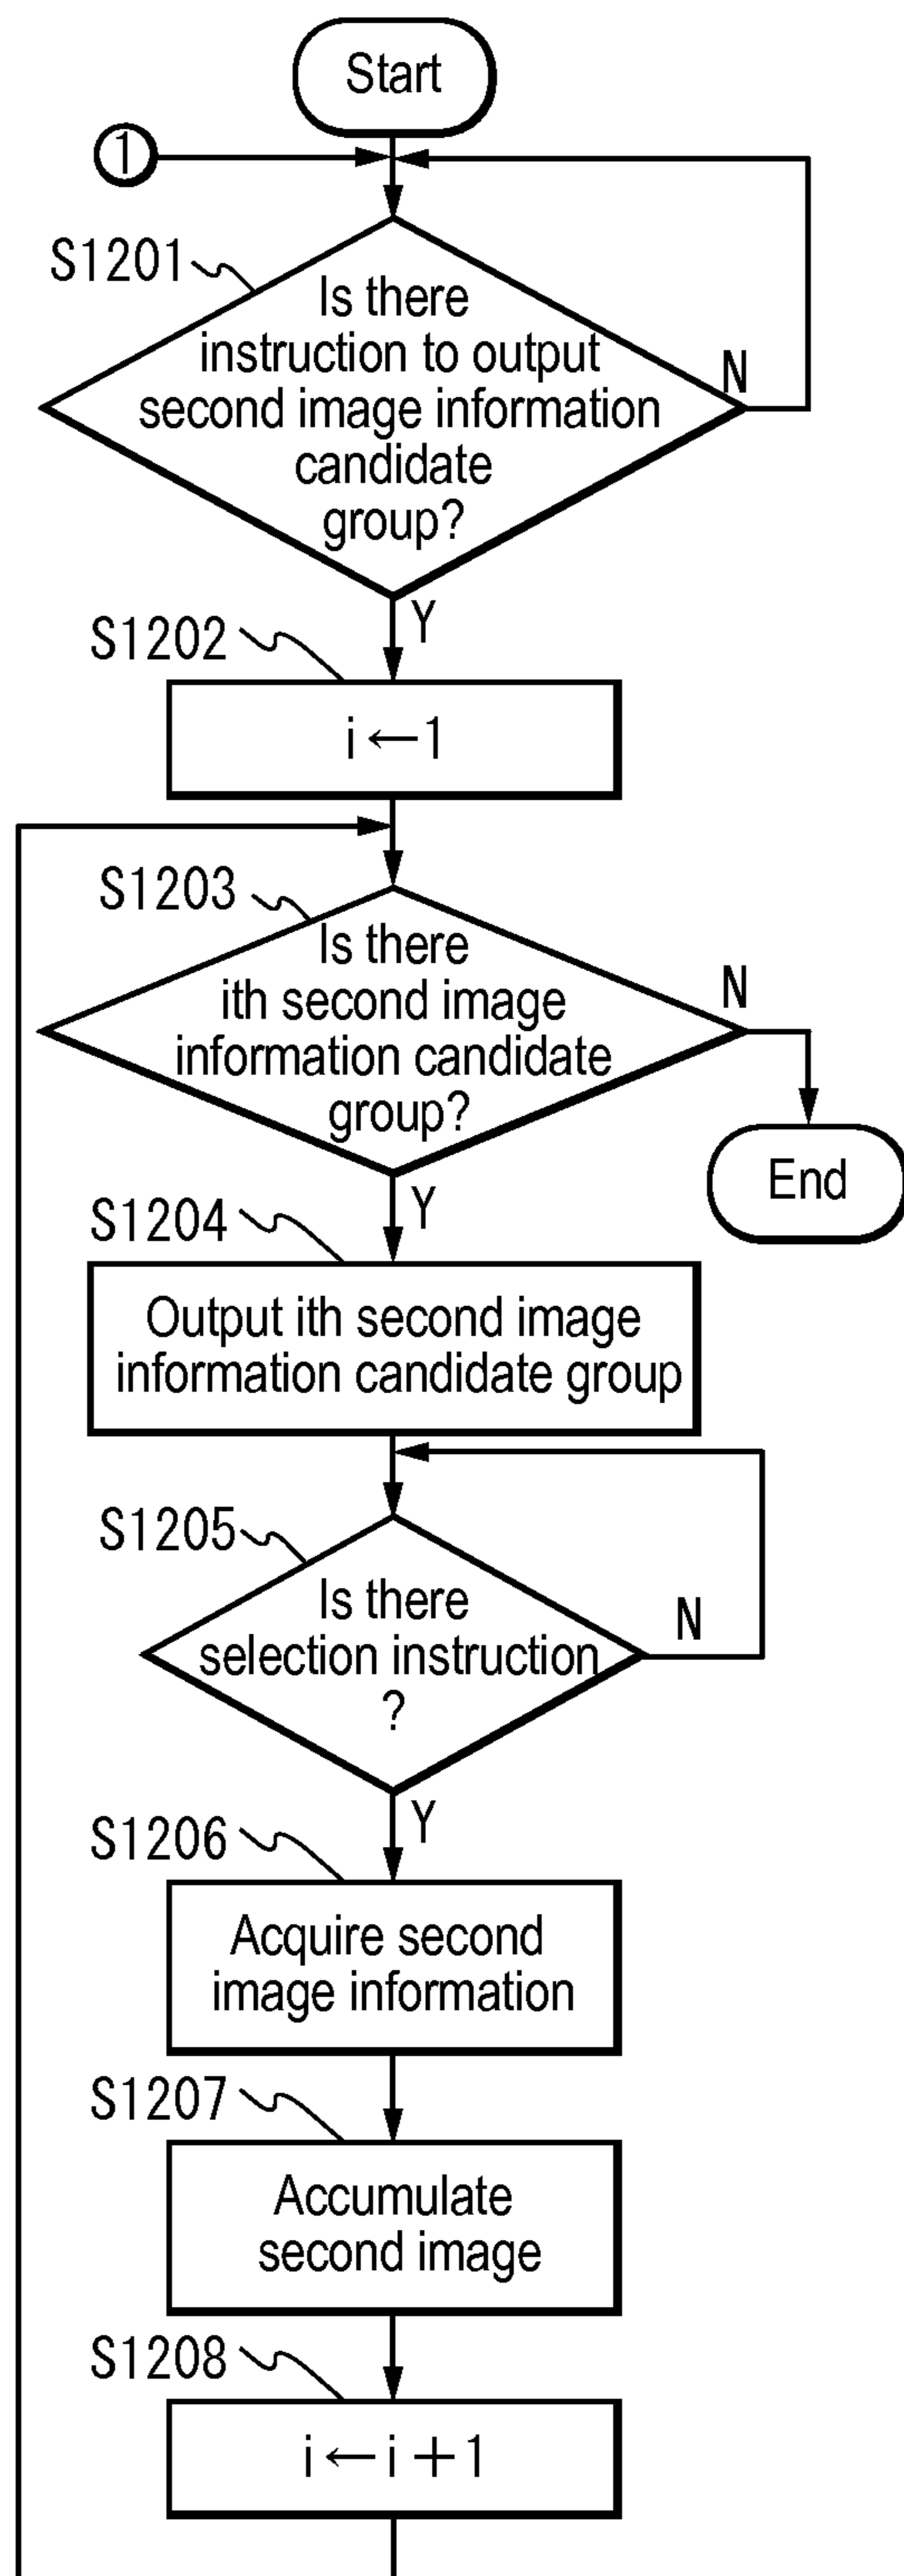 Start
1
S1201
Is there
instruction to output
second image information
candidate
group?
N
Y
S1202
i←1
S1203
Is there
ith second image
information candidate
group?
N
End
Y
S1204
Output ith second image
information candidate group
S1205
Is there
selection instruction
?
N
Y
S1206
Acquire second
image information
S1207
Accumulate
second image
S1208
i←i+1